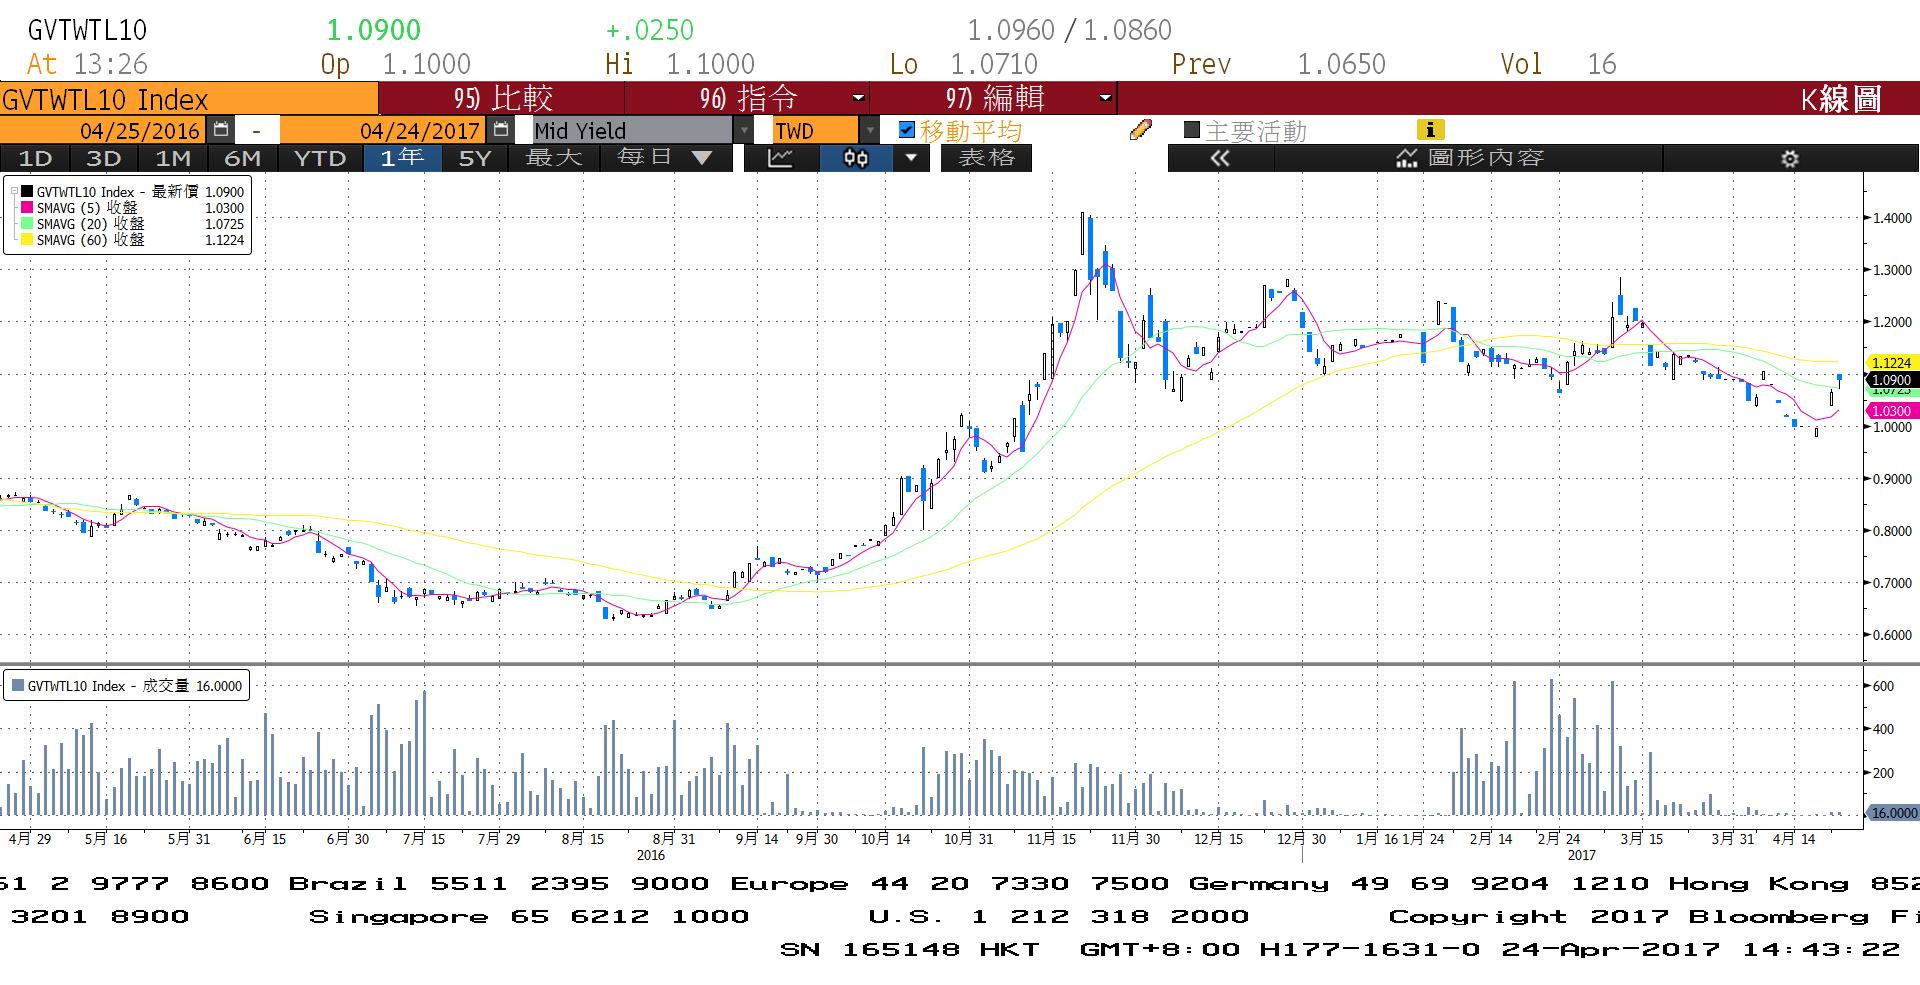 GVTWTL10 1.0900 +.0250 1.0960 / 1.0860
At 13:26 Op 1.1000 Hi 1.1000 Lo 1.0710 Prev 1.0650 Vol 16
GVTWTL10 Index 95) 比較 96) 指令 97) 編輯 K線圖
04/25/2016 - 04/24/2017 Mid Yield TWD 移動平均 主要活動
1D 3D 1M 6M YTD 1年 5Y 最大 每日 表格 圖形內容
GVTWTL10 Index - 最新價 1.0900
SMAVG (5) 收盤 1.0300
SMAVG (20) 收盤 1.0725
SMAVG (60) 收盤 1.1224
1.4000
1.3000
1.2000
1.1224
1.0900
1.0725
1.0300
1.0000
0.9000
0.8000
0.7000
0.6000
GVTWTL10 Index - 成交量 16.0000
600
400
200
16.0000
4月 29 5月 16 5月 31 6月 15 6月 30 7月 15 7月 29 8月 15 8月 31 9月 14 9月 30 10月 14 10月 31 11月 15 11月 30 12月 15 12月 30 1月 16 1月 24 2月 14 2月 24 3月 15 3月 31 4月 14
2016 2017
61 2 9777 8600 Brazil 5511 2395 9000 Europe 44 20 7330 7500 Germany 49 69 9204 1210 Hong Kong 852
3201 8900 Singapore 65 6212 1000 U.S. 1 212 318 2000 Copyright 2017 Bloomberg Fi
SN 165148 HKT GMT+8:00 H177-1631-0 24-Apr-2017 14:43:22